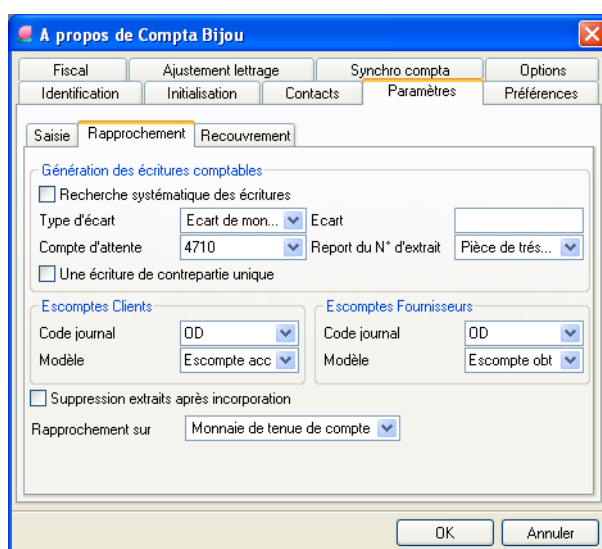 A propos de Compta Bijou
Fiscal Ajustement lettrage Synchro compta Options
Identification Initialisation Contacts Paramètres Préférences
Saisie Rapprochement Recouvrement
Génération des écritures comptables
Recherche systématique des écritures
Type d'écart Ecart de mon... Ecart
Compte d'attente 4710 Report du N° d'extrait Pièce de trés...
Une écriture de contrepartie unique
Escomptes Clients Escomptes Fournisseurs
Code journal OD Code journal OD
Modèle Escompte acc Modèle Escompte obt
Suppression extraits après incorporation
Rapprochement sur Monnaie de tenue de compte
OK Annuler